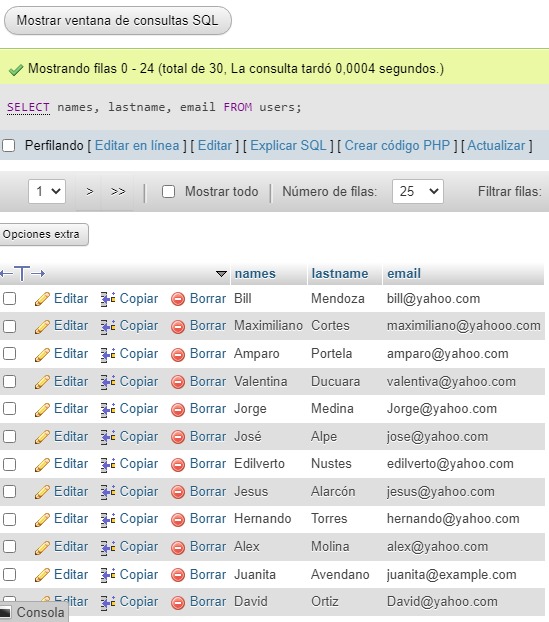 Mostrar ventana de consultas SQL
Mostrando filas 0 - 24 (total de 30, La consulta tardó 0,0004 segundos.)
SELECT names, lastname, email FROM users;
Perfilando [ Editar en línea ] [ Editar ] [ Explicar SQL ] [ Crear código PHP ] [ Actualizar ]
1 > >> | Mostrar todo | Número de filas: 25 Filtrar filas:
Opciones extra
←T→ names lastname email
Editar Copiar Borrar Bill Mendoza bill@yahoo.com
Editar Copiar Borrar Maximiliano Cortes maximiliano@yahooo.com
Editar Copiar Borrar Amparo Portela amparo@yahoo.com
Editar Copiar Borrar Valentina Ducuara valentiva@yahoo.com
Editar Copiar Borrar Jorge Medina Jorge@yahoo.com
Editar Copiar Borrar José Alpe jose@yahoo.com
Editar Copiar Borrar Edilverto Nustes edilverto@yahoo.com
Editar Copiar Borrar Jesus Alarcón jesus@yahoo.com
Editar Copiar Borrar Hernando Torres hernando@yahoo.com
Editar Copiar Borrar Alex Molina alex@yahoo.com
Editar Copiar Borrar Juanita Avendano juanita@example.com
Editar Copiar Borrar David Ortiz David@yahoo.com
Consola